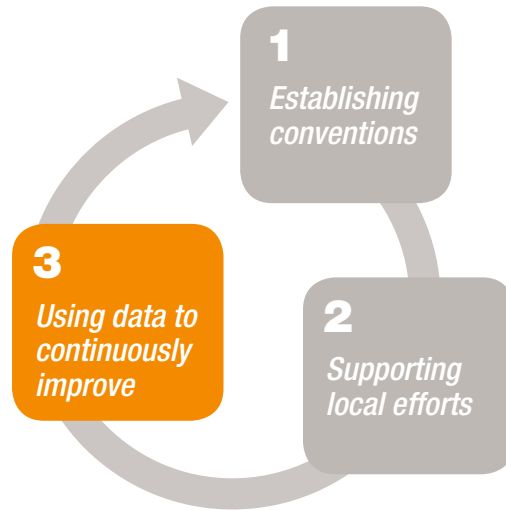 1
Establishing
conventions
2
Supporting
local efforts
3
Using data to
continuously
improve